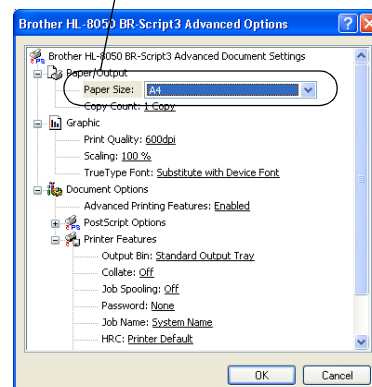 Brother HL-8050 BR-Script3 Advanced Options
Brother HL-8050 BR-Script3 Advanced Document Settings
Paper/Output
Paper Size: A4
Copy Count: 1 Copy
Graphic
Print Quality: 600dpi
Scaling: 100 %
TrueType Font: Substitute with Device Font
Document Options
Advanced Printing Features: Enabled
PostScript Options
Printer Features
Output Bin: Standard Output Tray
Collate: Off
Job Spooling: Off
Password: None
Job Name: System Name
HRC: Printer Default
OK Cancel